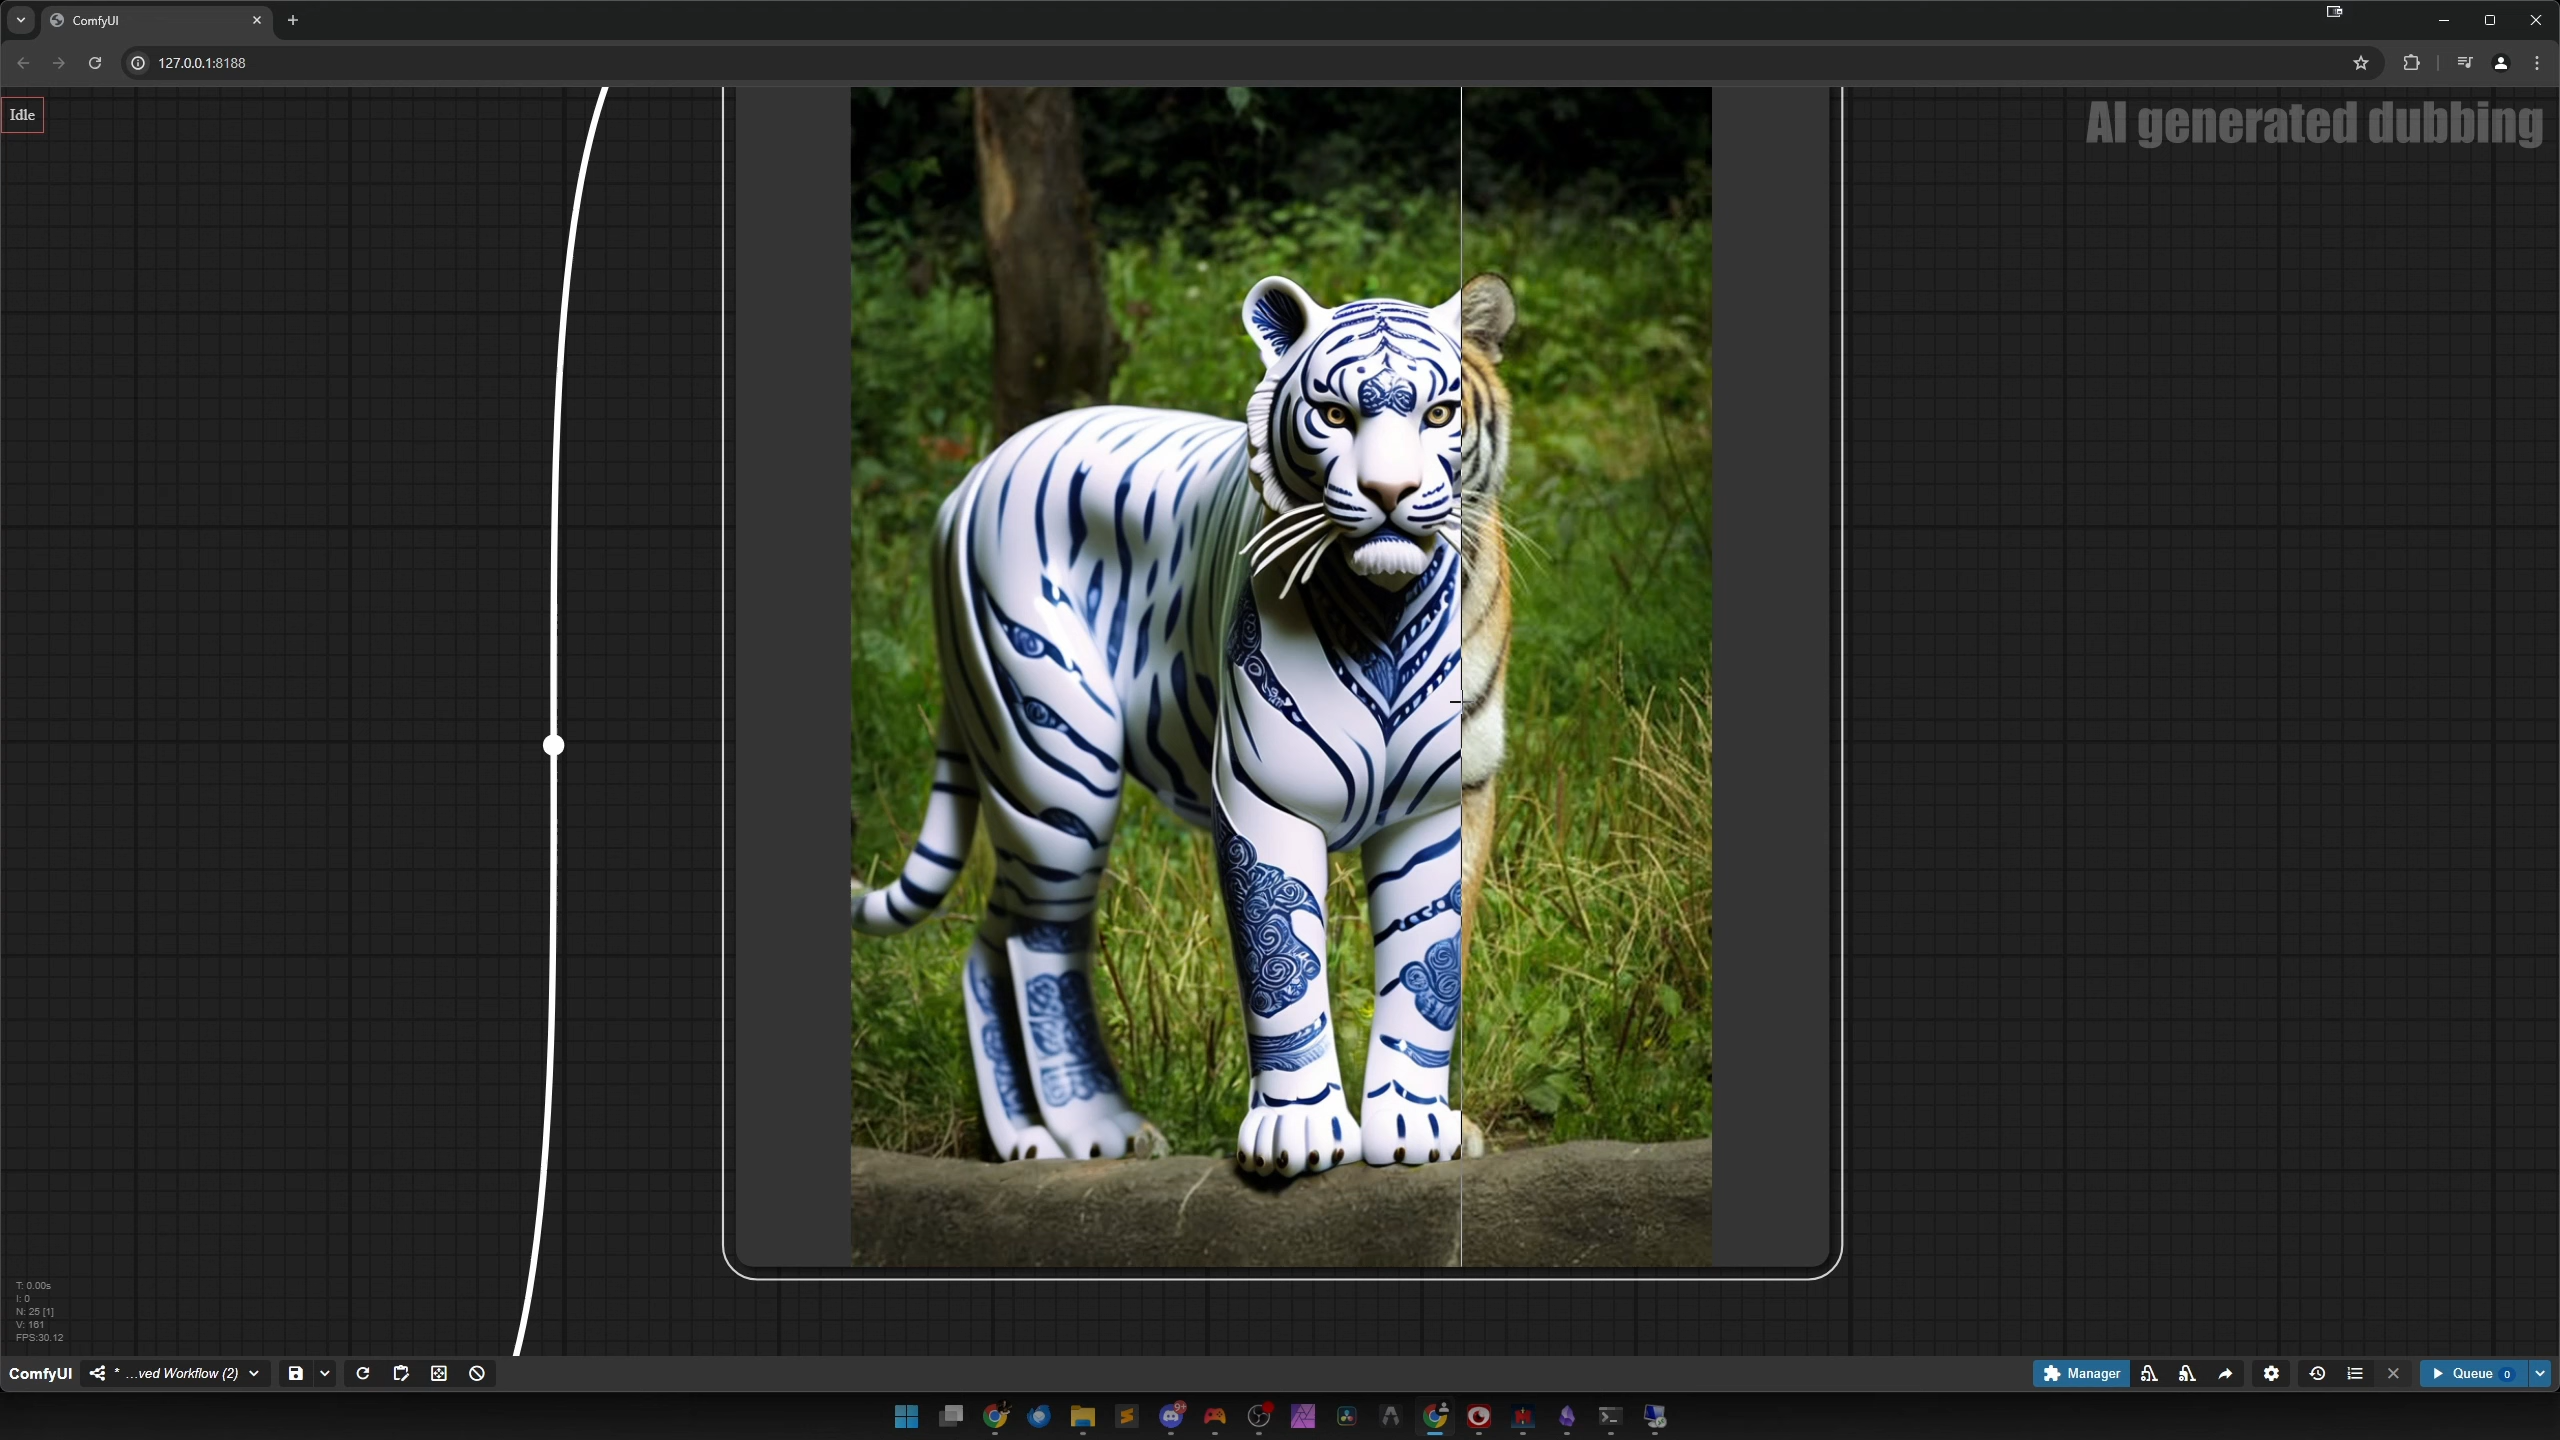 ComfyUI
127.0.0.1:8188
Idle
AI generated dubbing
T: 0.00s
I: 0
N: 25 [1]
V: 161
FPS:30.12
ComfyUI
* …ved Workflow (2)
Manager
Queue 0
9+